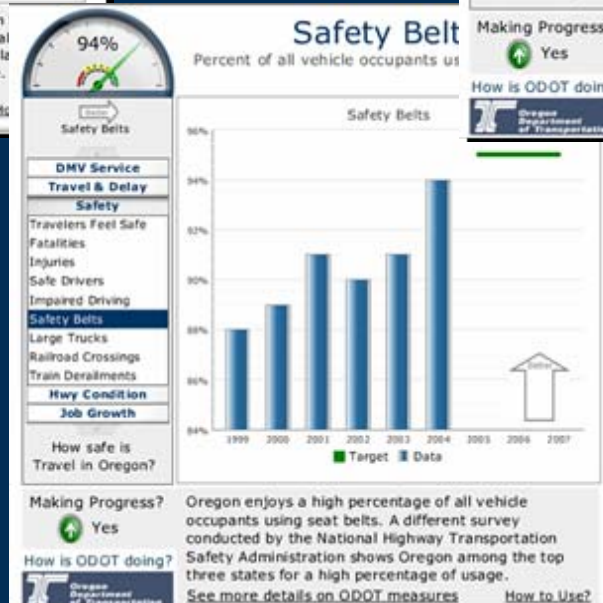 94%
Safety Belt
Percent of all vehicle occupants us
Making Progress
Yes
How is ODOT doin
Oregon
Department
of Transportatio
Better
Safety Belts
DMV Service
Travel & Delay
Safety
Travelers Feel Safe
Fatalities
Injuries
Safe Drivers
Impaired Driving
Safety Belts
Large Trucks
Railroad Crossings
Train Derailments
Hwy Condition
Job Growth
How safe is
Travel in Oregon?
Safety Belts
96%
94%
92%
90%
88%
86%
84%
1999 2000 2001 2002 2003 2004 2005 2006 2007
Better
Target Data
Making Progress?
Yes
How is ODOT doing?
Oregon
Department
of Transportation
Oregon enjoys a high percentage of all vehicle
occupants using seat belts. A different survey
conducted by the National Highway Transportation
Safety Administration shows Oregon among the top
three states for a high percentage of usage.
See more details on ODOT measures How to Use?